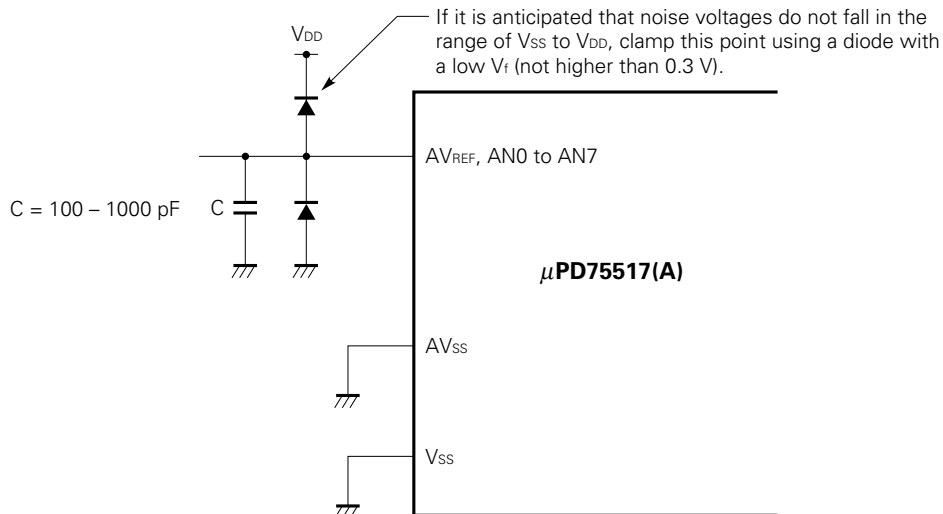 If it is anticipated that noise voltages do not fall in the
range of VSS to VDD, clamp this point using a diode with
a low Vf (not higher than 0.3 V).
VDD
AVREF, AN0 to AN7
C = 100 – 1000 pF
C
μPD75517(A)
AVSS
VSS